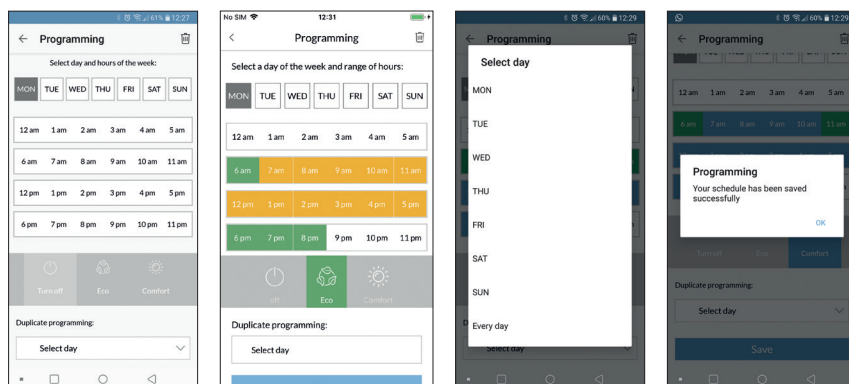 61% 12:27
Programming
Select day and hours of the week:
MON TUE WED THU FRI SAT SUN
12 am 1 am 2 am 3 am 4 am 5 am
6 am 7 am 8 am 9 am 10 am 11 am
12 pm 1 pm 2 pm 3 pm 4 pm 5 pm
6 pm 7 pm 8 pm 9 pm 10 pm 11 pm
Turn off Eco Comfort
Duplicate programming:
Select day
No SIM 12:31
Programming
Select a day of the week and range of hours:
MON TUE WED THU FRI SAT SUN
12 am 1 am 2 am 3 am 4 am 5 am
6 am 7 am 8 am 9 am 10 am 11 am
12 pm 1 pm 2 pm 3 pm 4 pm 5 pm
6 pm 7 pm 8 pm 9 pm 10 pm 11 pm
off Eco Comfort
Duplicate programming:
Select day
60% 12:29
Programming
Select day
MON
TUE
WED
THU
FRI
SAT
SUN
Every day
Select day
60% 12:29
Programming
12 am 1 am 2 am 3 am 4 am 5 am
6 am 7 am 8 am 9 am 10 am 11 am
Programming
Your schedule has been saved
successfully
OK
Turn off Eco Comfort
Duplicate programming:
Select day
Save